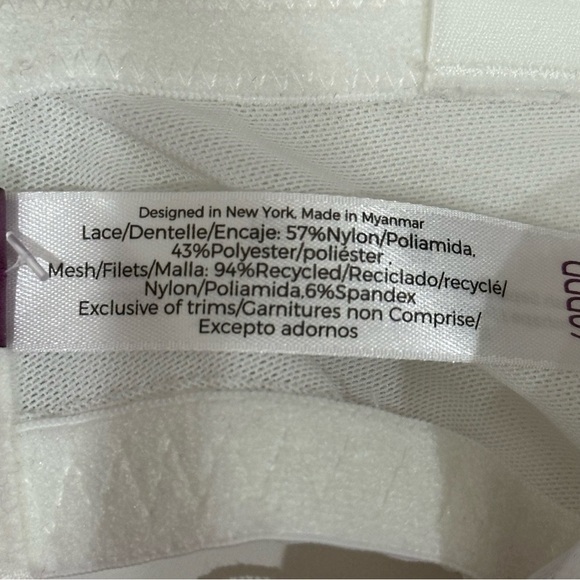 Designed in New York, Made in Myanmar
Lace/Dentelle/Encaje: 57%Nylon/Poliamida,
43%Polyester/poliéster .
Mesh/Filets/Malla: 94%Recycled/Reciclado/recyclé/
Nylon/Poliamida,6%Spandex
Exclusive of trims/Garnitures non Comprise/
Excepto adornos